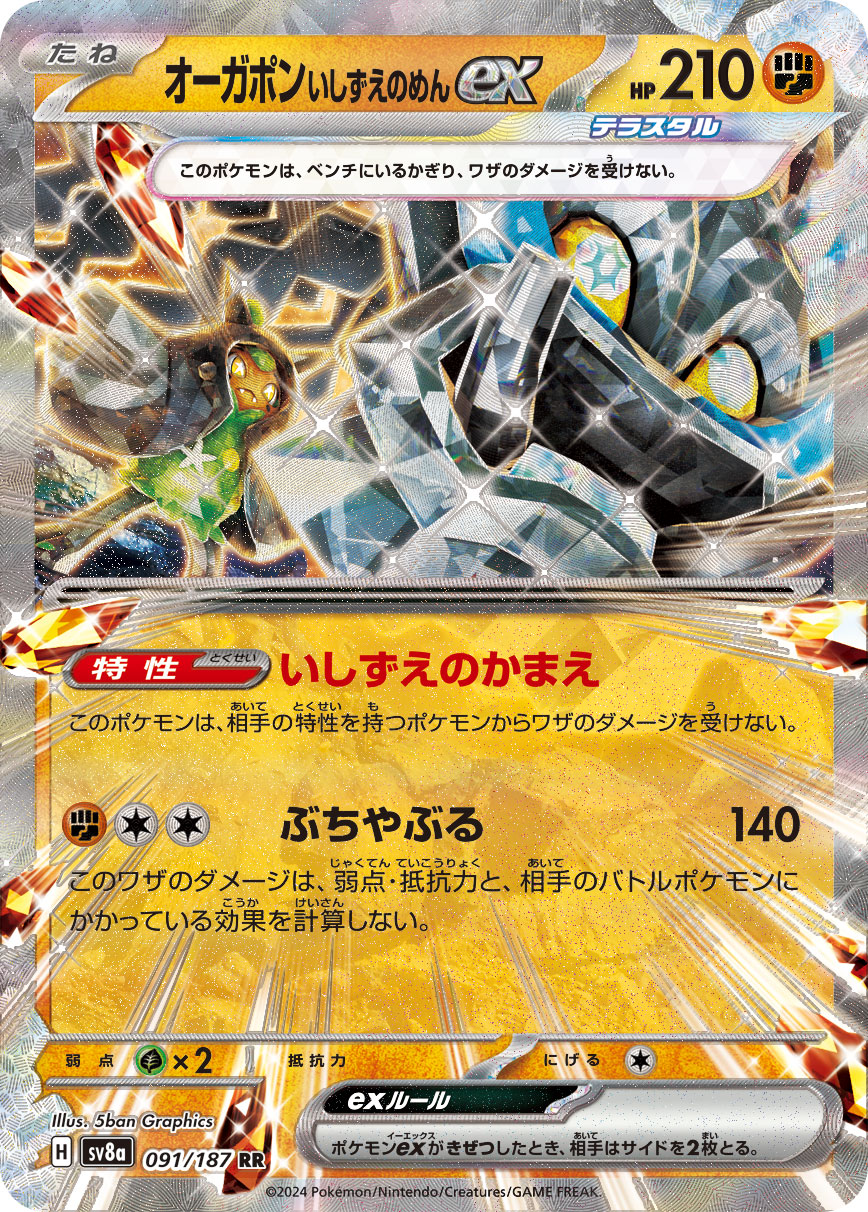 たね
オーガポン いしずえのめん ex HP 210
テラスタル
このポケモンは、ベンチにいるかぎり、ワザのダメージを受けない。
特性 とくせい いしずえのかまえ
このポケモンは、相手の特性を持つポケモンからワザのダメージを受けない。
ぶちやぶる 140
このワザのダメージは、弱点・抵抗力と、相手のバトルポケモンに
かかっている効果を計算しない。
弱点 ×2 抵抗力 にげる
exルール
ポケモンexがきぜつしたとき、相手はサイドを2枚とる。
Illus. 5ban Graphics
H sv8a 091/187 RR
©2024 Pokémon/Nintendo/Creatures/GAME FREAK.